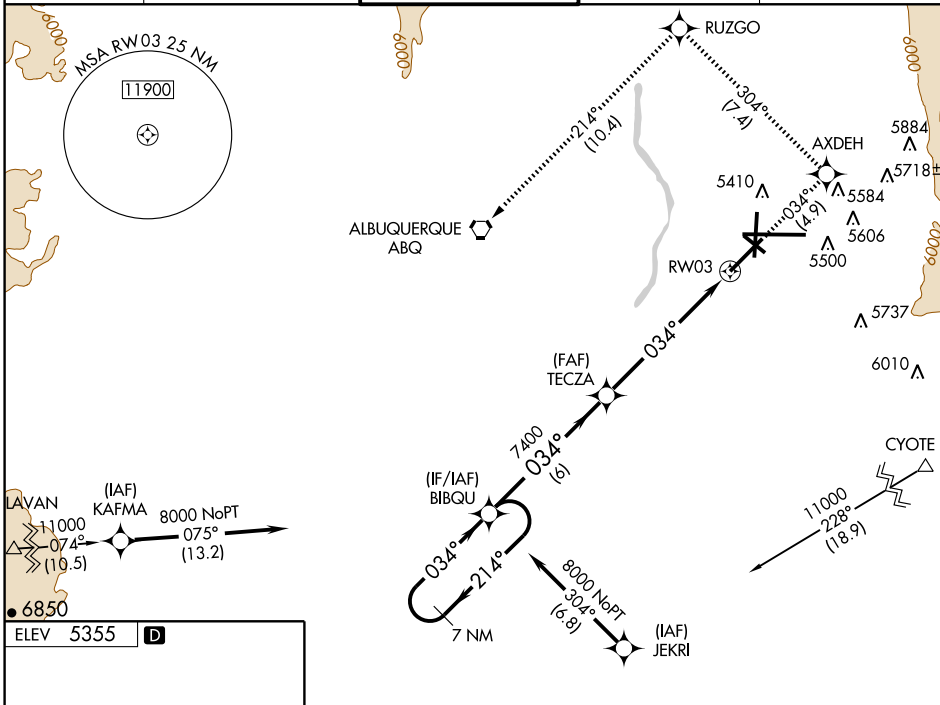 6000
MSA RW03 25 NM
11900
6000
RUZGO
6000
304°
(7.4)
214°
(10.4)
AXDEH
5884
5718±
5410
5584
034°
(4.9)
5606
5500
6000
ALBUQUERQUE
ABQ
RW03
5737
034°
6010
(FAF)
TECZA
7400
034°
(6)
CYOTE
(IF/IAF)
BIBQU
11000
228°
(18.9)
LAVAN
11000
074°
(10.5)
(IAF)
KAFMA
8000 NoPT
075°
(13.2)
034°
214°
7 NM
8000 NoPT
304°
(6.8)
(IAF)
JEKRI
6850
ELEV 5355 D